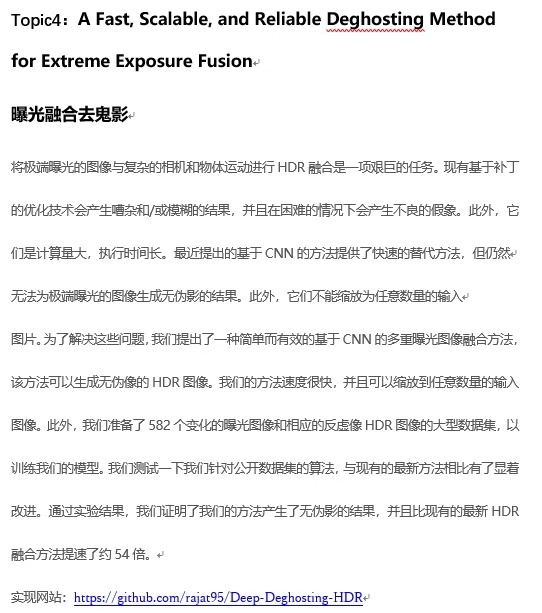 Topic4：A Fast, Scalable, and Reliable Deghosting Method
for Extreme Exposure Fusion
曝光融合去鬼影
将极端曝光的图像与复杂的相机和物体运动进行 HDR 融合是一项艰巨的任务。现有基于补丁
的优化技术会产生嘈杂和/或模糊的结果，并且在困难的情况下会产生不良的假象。此外，它
们是计算量大，执行时间长。最近提出的基于 CNN 的方法提供了快速的替代方法，但仍然
无法为极端曝光的图像生成无伪影的结果。此外，它们不能缩放为任意数量的输入
图片。为了解决这些问题，我们提出了一种简单而有效的基于 CNN 的多重曝光图像融合方法，
该方法可以生成无伪像的 HDR 图像。我们的方法速度很快，并且可以缩放到任意数量的输入
图像。此外，我们准备了 582 个变化的曝光图像和相应的反虚像 HDR 图像的大型数据集，以
训练我们的模型。我们测试一下我们针对公开数据集的算法，与现有的最新方法相比有了显着
改进。通过实验结果，我们证明了我们的方法产生了无伪影的结果，并且比现有的最新 HDR
融合方法提速了约 54 倍。
实现网站：https://github.com/rajat95/Deep-Deghosting-HDR